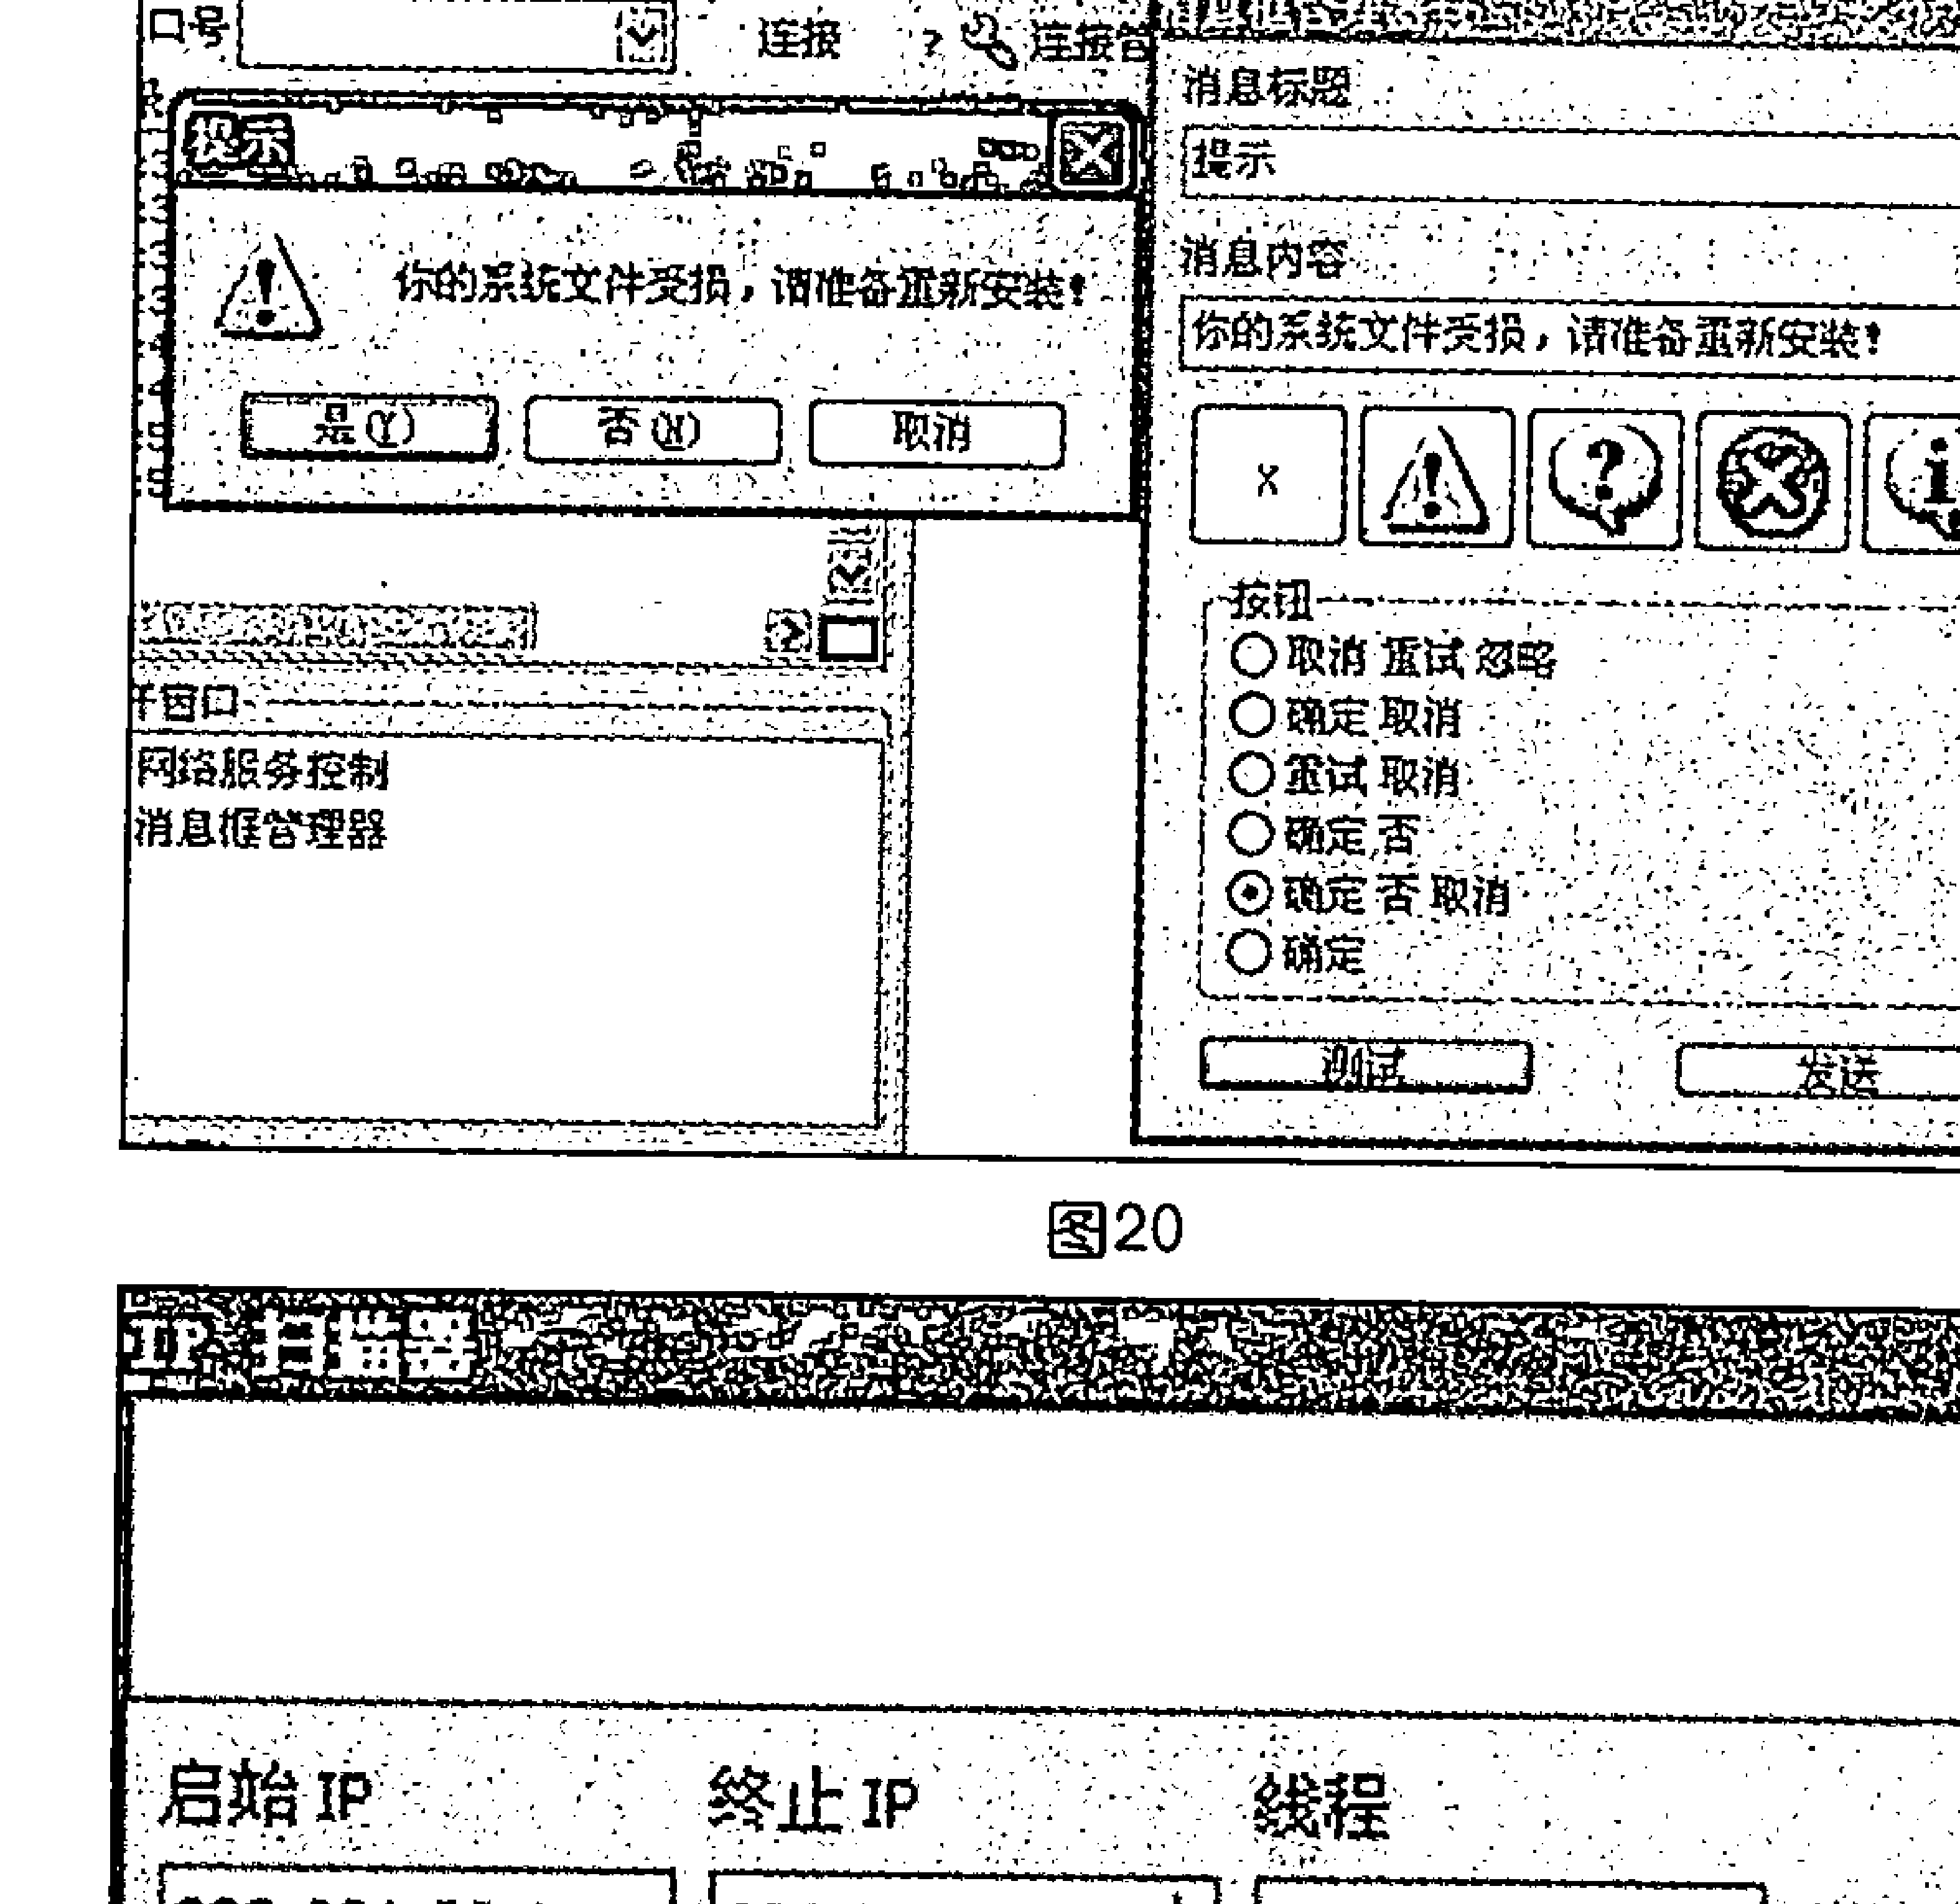 口号
连接
?
连接管
提示
你的系统文件受损，请准备重新安装！
是(Y)
否(N)
取消
消息标题
提示
消息内容
你的系统文件受损，请准备重新安装！
X
按钮
取消 重试 忽略
确定 取消
重试 取消
确定 否
确定 否 取消
确定
测试
发送
子窗口
网络服务控制
消息框管理器
图20
IP 扫描器
启始 IP
终止 IP
线程